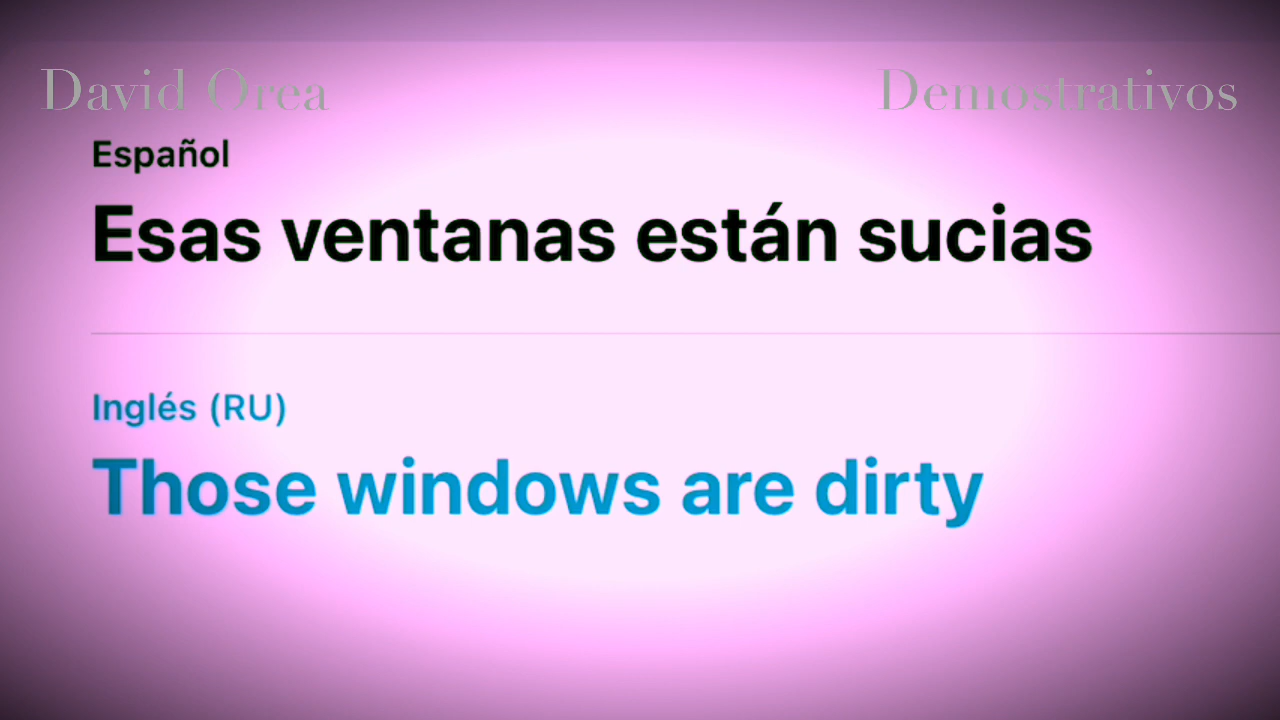 David Orea Demostrativos
Español
Esas ventanas están sucias
Inglés (RU)
Those windows are dirty